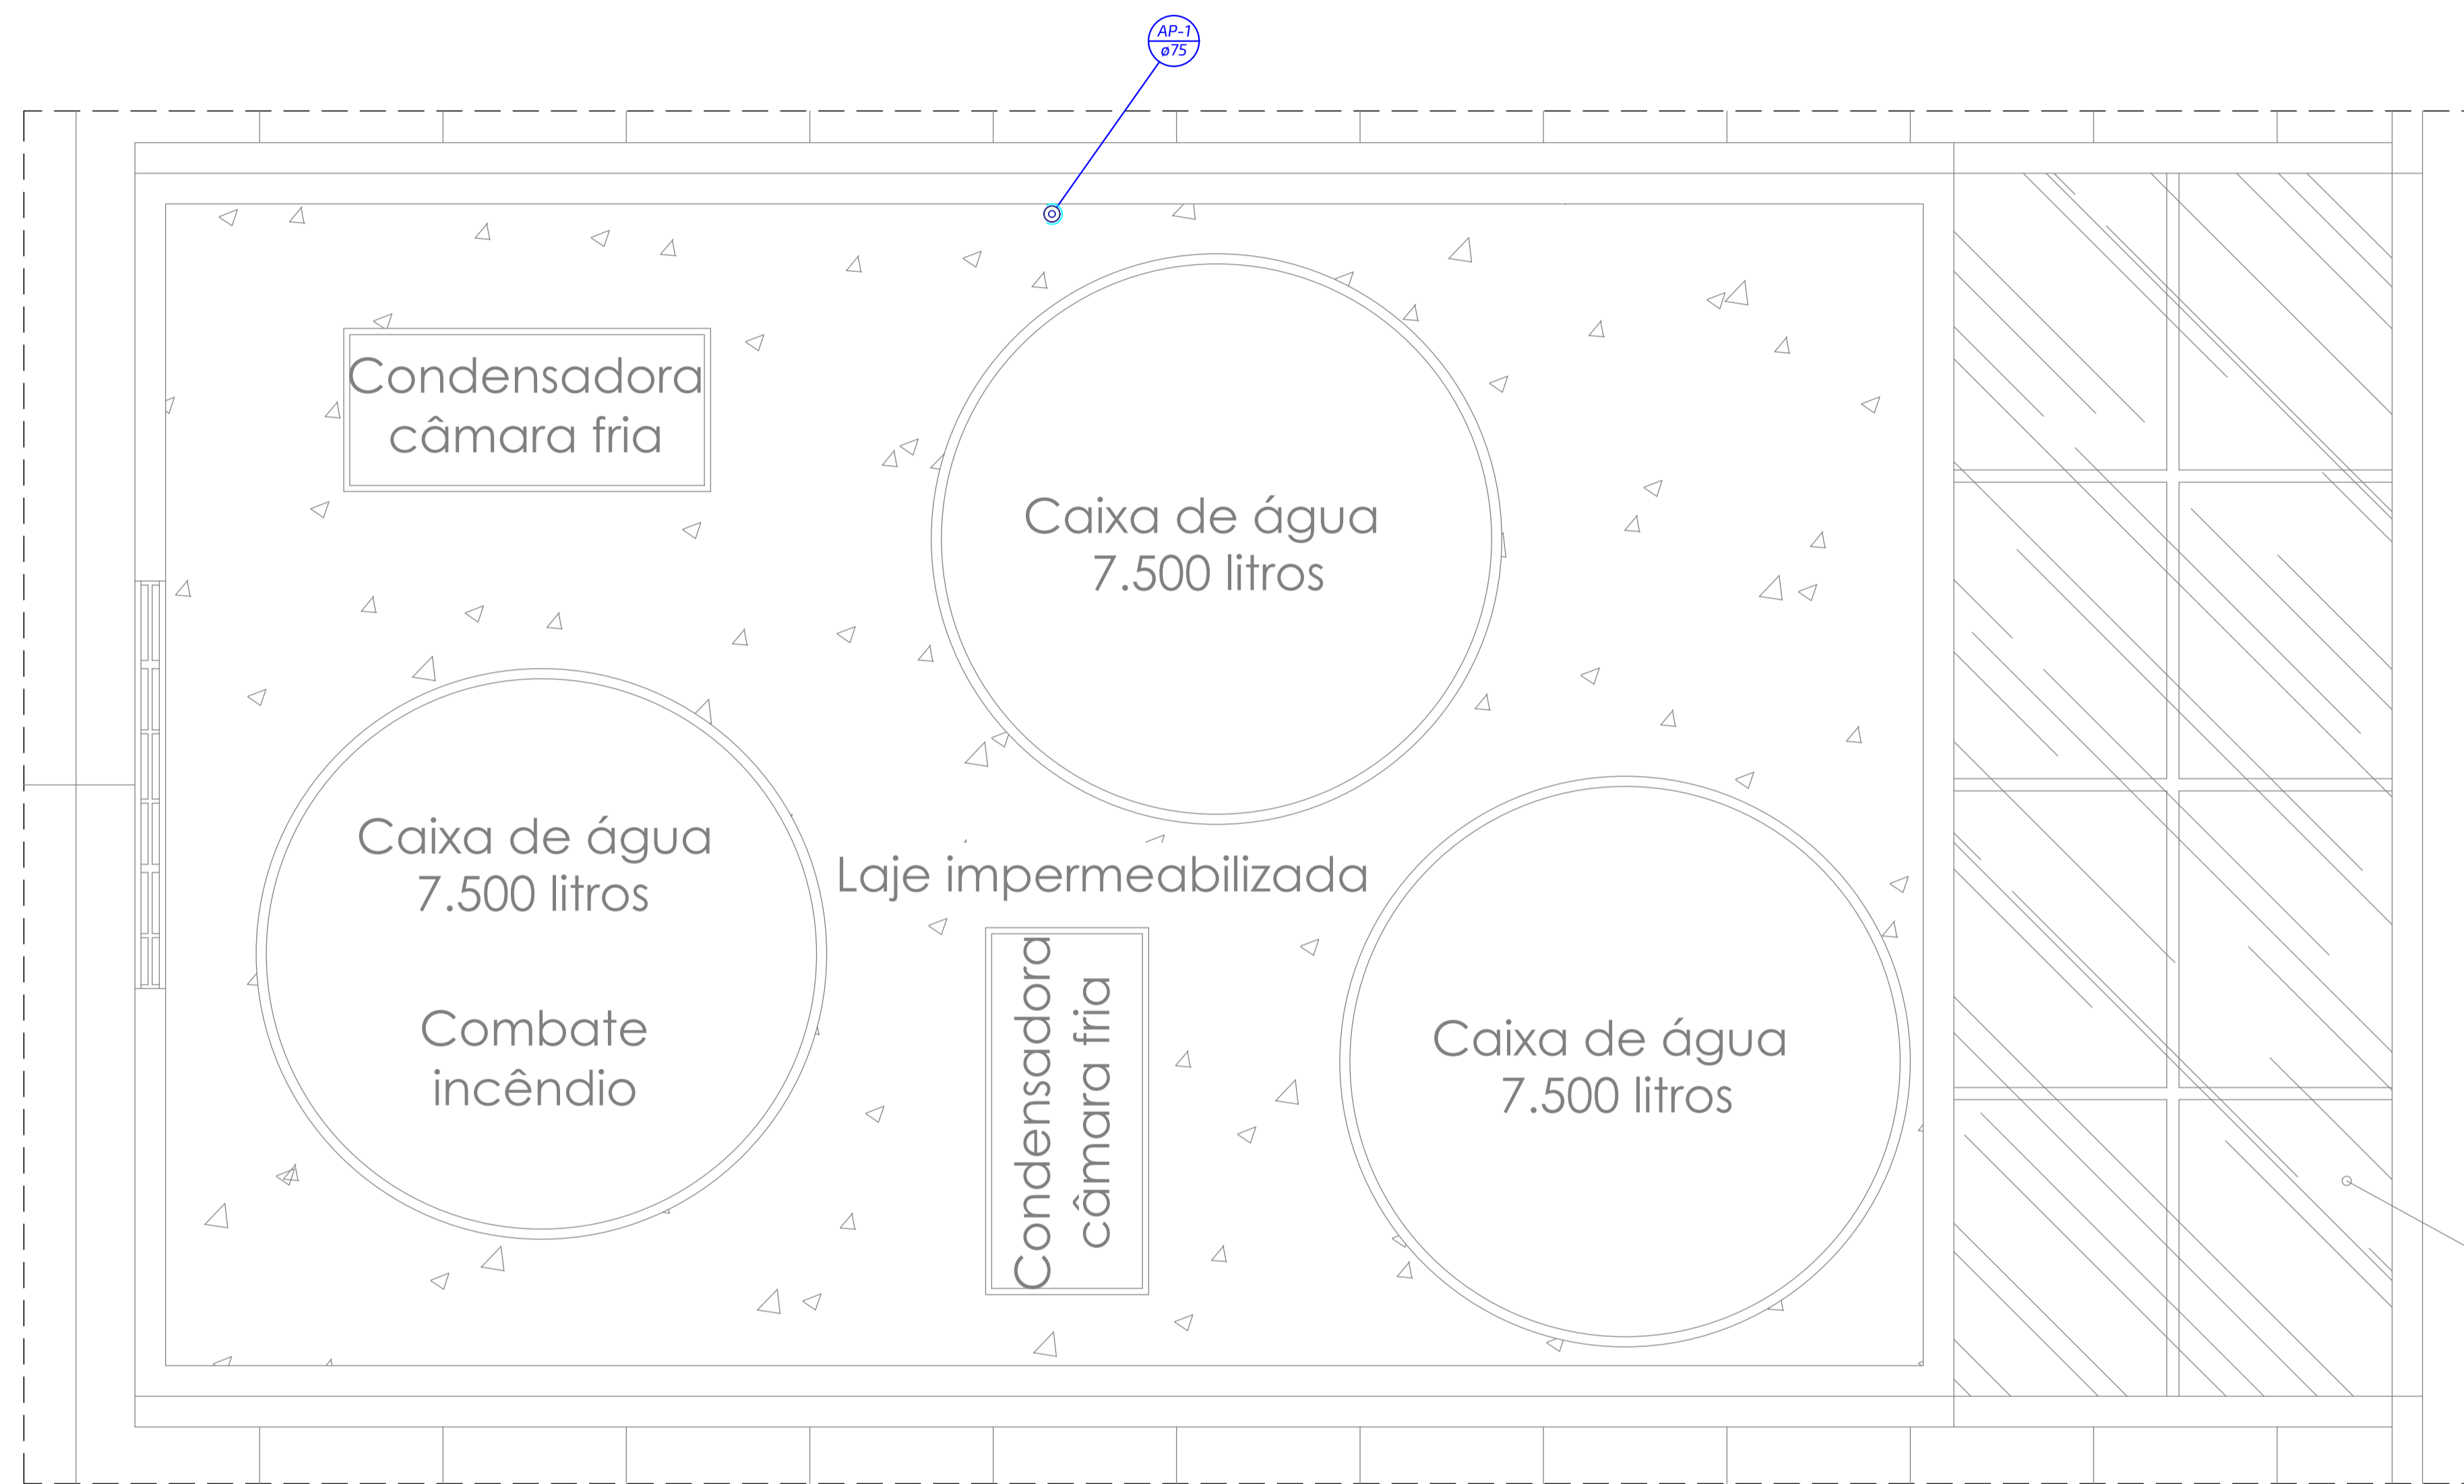 AP-1
ø75
Condensadora
câmara fria
Caixa de água
7.500 litros
Caixa de água
7.500 litros
Combate
incêndio
Laje impermeabilizada
Condensadora
câmara fria
Caixa de água
7.500 litros